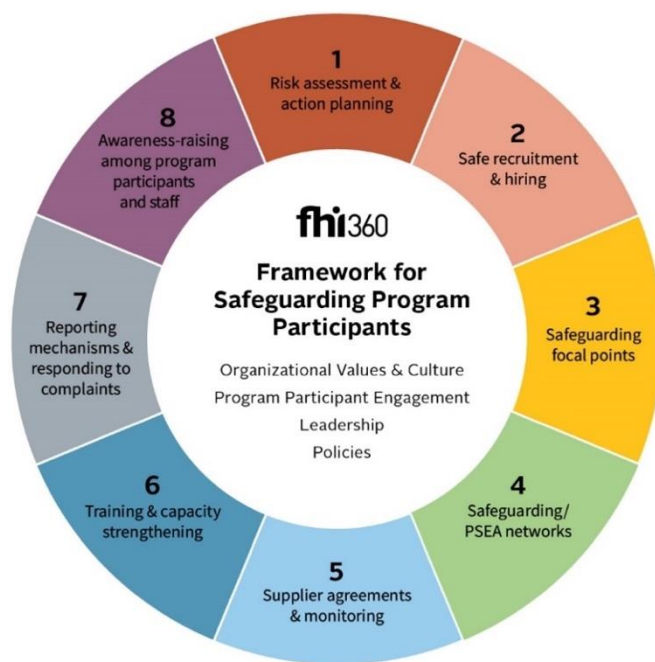 1
Risk assessment &
action planning
2
Safe recruitment
& hiring
3
Safeguarding
focal points
4
Safeguarding/
PSEA networks
5
Supplier agreements
& monitoring
6
Training & capacity
strengthening
7
Reporting
mechanisms &
responding to
complaints
8
Awareness-raising
among program
participants
and staff
fhi360
Framework for
Safeguarding Program
Participants
Organizational Values & Culture
Program Participant Engagement
Leadership
Policies